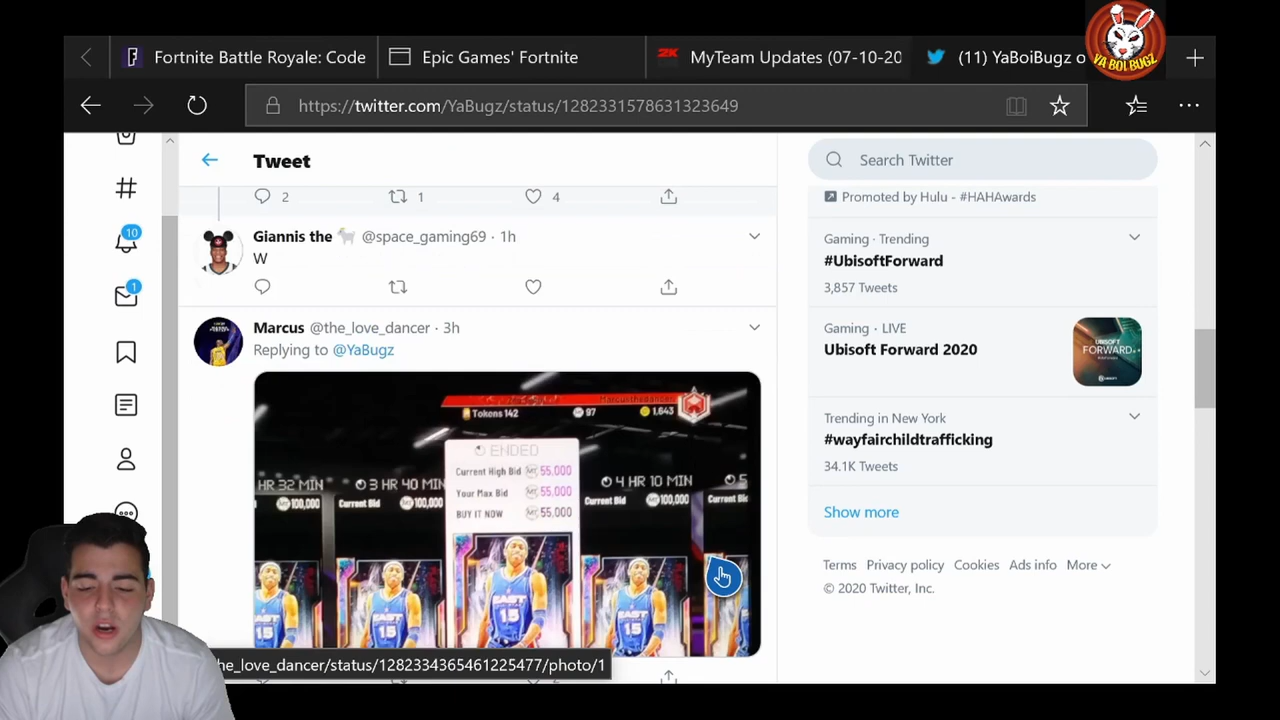 YA BOI BUGZ
Fortnite Battle Royale: Code
Epic Games' Fortnite
2K
MyTeam Updates (07-10-20
(11) YaBoiBugz o
https://twitter.com/YaBugz/status/1282331578631323649
Tweet
Search Twitter
2
1
4
Promoted by Hulu - #HAHAwards
10
Giannis the 🐐 @space_gaming69 · 1h
W
Gaming · Trending
#UbisoftForward
3,857 Tweets
1
Marcus @the_love_dancer · 3h
Replying to @YaBugz
Gaming · LIVE
Ubisoft Forward 2020
UBISOFT
FORWARD
Tokens 142
97
1,643
ENDED
Current High Bid MT 55,000
Your Max Bid MT 55,000
BUY IT NOW MT 55,000
HR 32 MIN
100,000
3 HR 40 MIN
Current Bid 100,000
4 HR 10 MIN
Current Bid 100,000
5
Current Bid
EAST
15
EAST
15
EAST
15
Trending in New York
#wayfairchildtrafficking
34.1K Tweets
Show more
Terms Privacy policy Cookies Ads info More
© 2020 Twitter, Inc.
he_love_dancer/status/1282334365461225477/photo/1